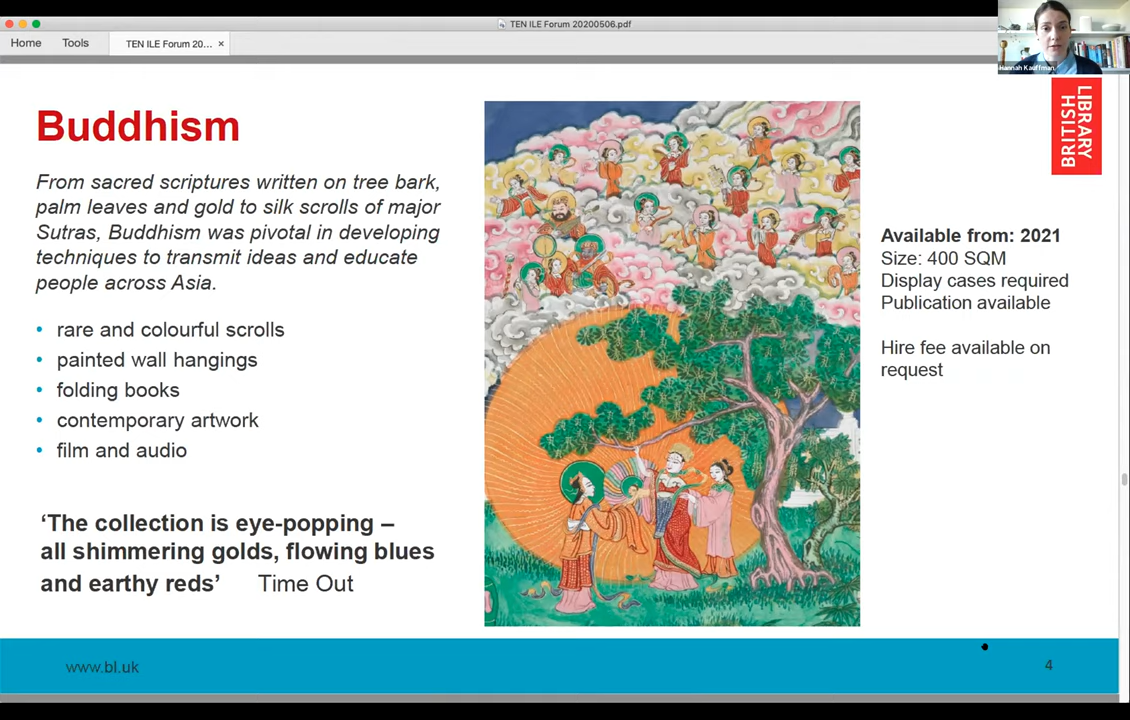 TEN ILE Forum 20200506.pdf
Home
Tools
TEN ILE Forum 20... ×
Hannah Kauffman
LIBRARY
BRITISH
Buddhism
From sacred scriptures written on tree bark,
palm leaves and gold to silk scrolls of major
Sutras, Buddhism was pivotal in developing
techniques to transmit ideas and educate
people across Asia.
• rare and colourful scrolls
• painted wall hangings
• folding books
• contemporary artwork
• film and audio
‘The collection is eye-popping –
all shimmering golds, flowing blues
and earthy reds’ Time Out
Available from: 2021
Size: 400 SQM
Display cases required
Publication available
Hire fee available on
request
www.bl.uk
4